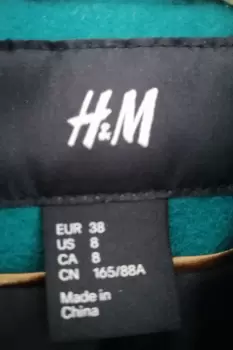 H&M
EUR 38
US 8
CA 8
CN 165/88A
Made in
China